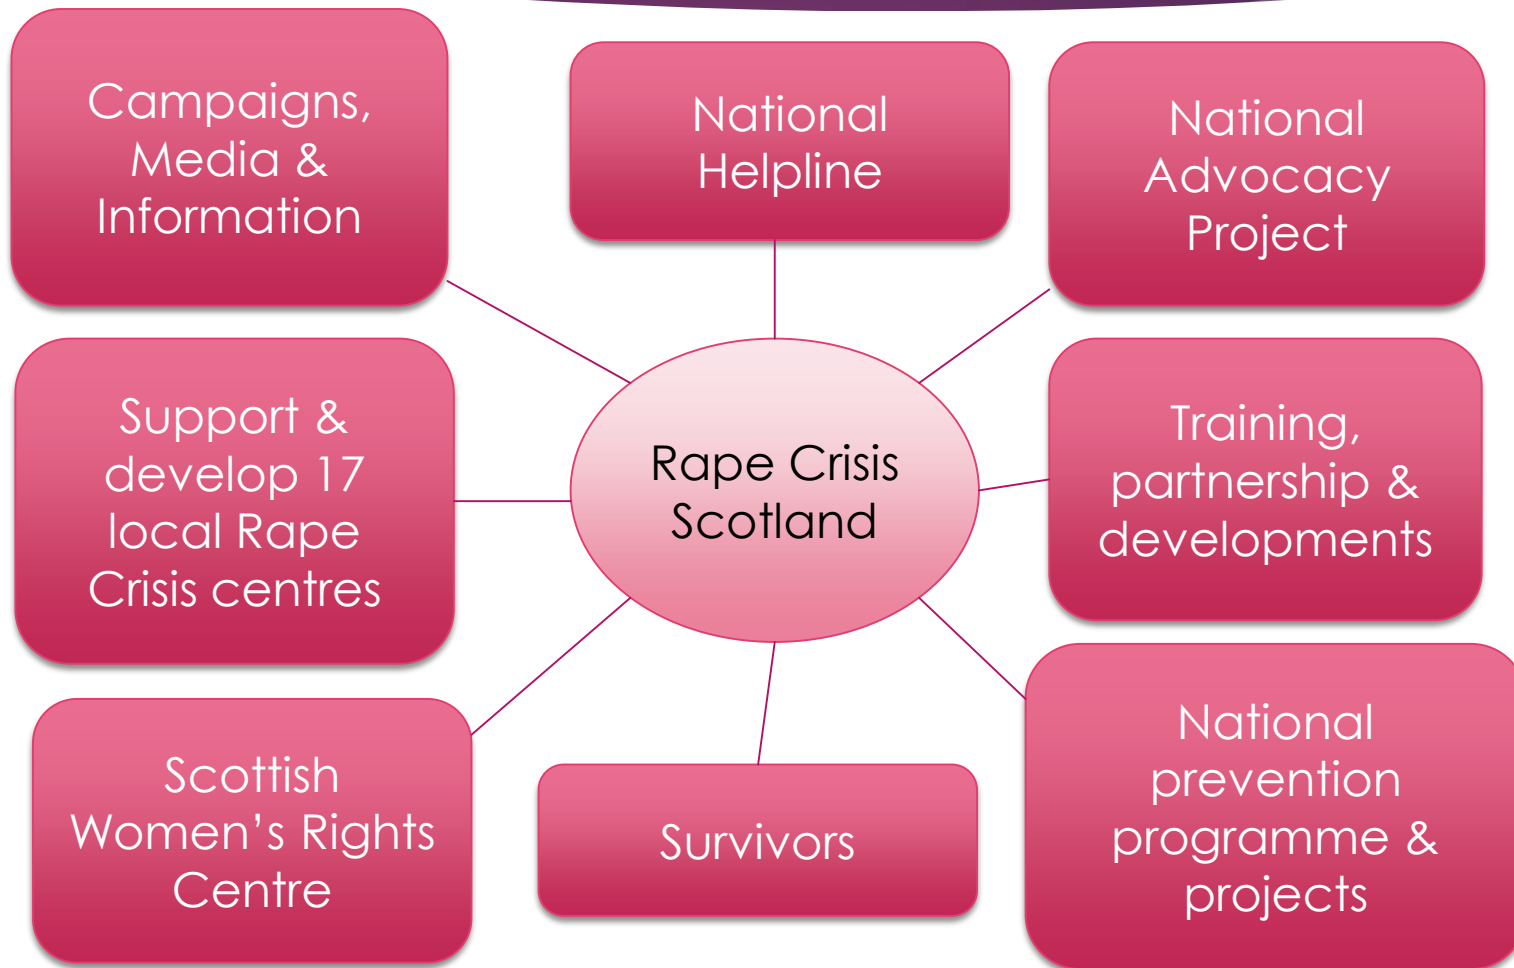 Campaigns,
Media &
Information
National
Helpline
National
Advocacy
Project
Support &
develop 17
local Rape
Crisis centres
Rape Crisis
Scotland
Training,
partnership &
developments
Scottish
Women’s Rights
Centre
Survivors
National
prevention
programme &
projects